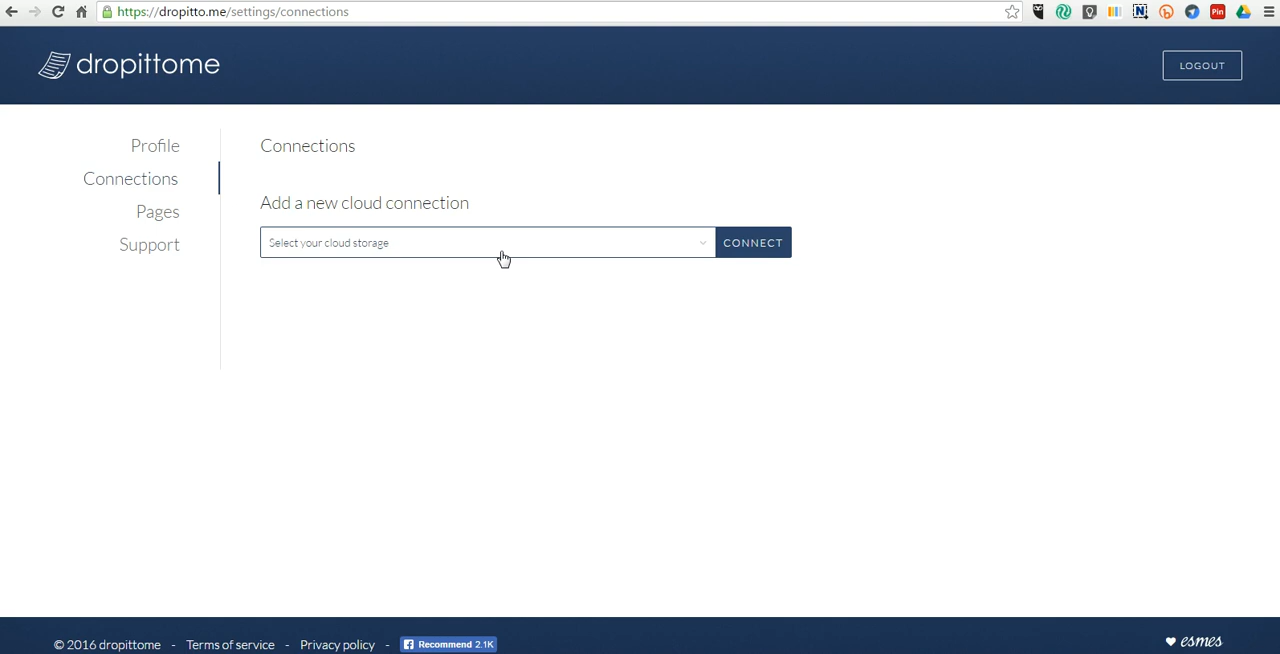 https://dropitto.me/settings/connections
Pin
dropittome
LOGOUT
Profile
Connections
Pages
Support
Connections
Add a new cloud connection
Select your cloud storage
CONNECT
© 2016 dropittome - Terms of service - Privacy policy - Recommend 2.1K
esmes